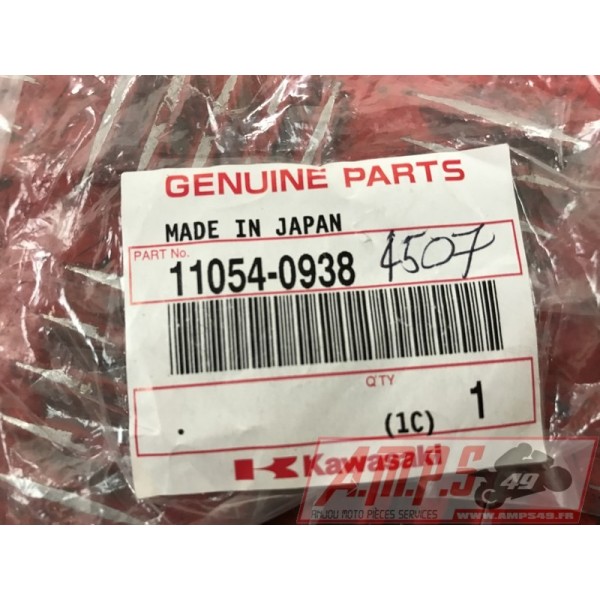 GENUINE PARTS
MADE IN JAPAN
PART No.
11054-0938 4507
QTY
. (1C) 1
Kawasaki
A.M.P.S 49
ANJOU MOTO PIÈCES SERVICES
WWW.AMPS49.FR